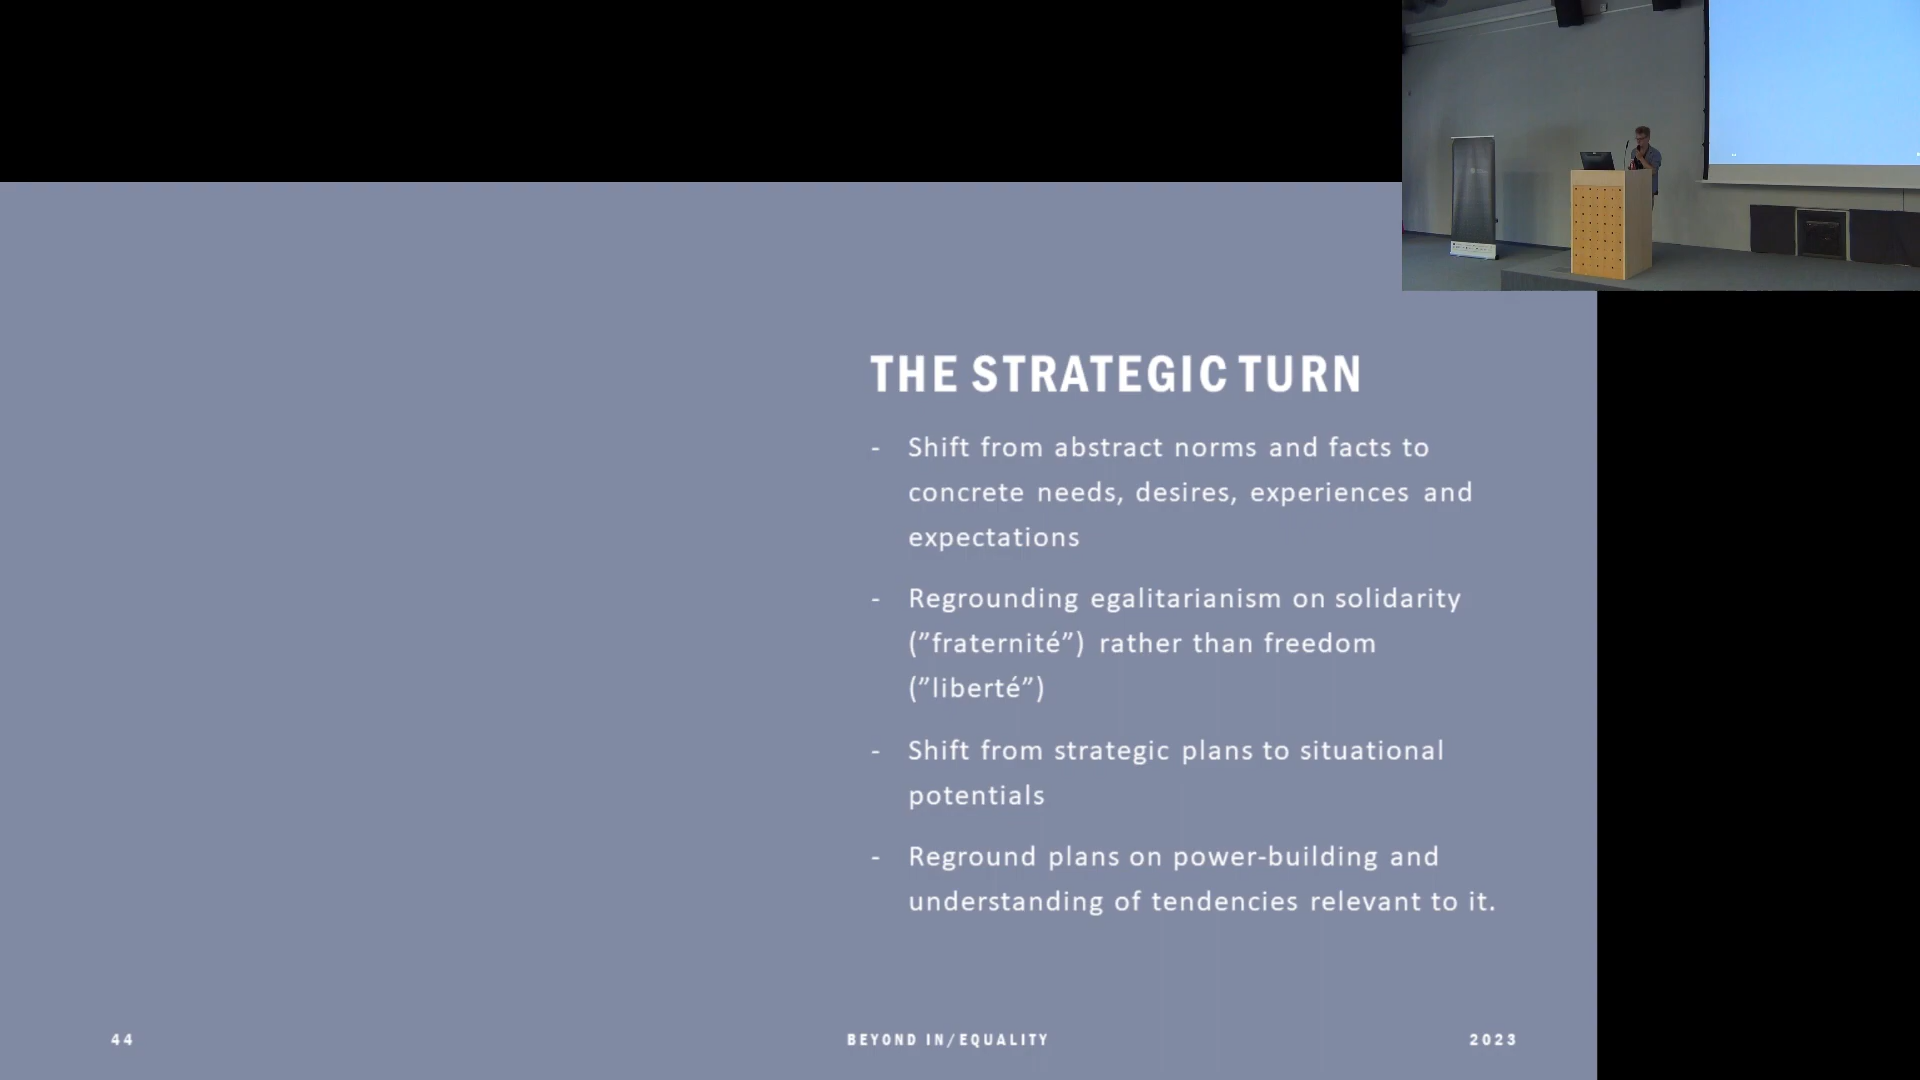 THE STRATEGIC TURN
- Shift from abstract norms and facts to
concrete needs, desires, experiences and
expectations
- Regrounding egalitarianism on solidarity
(”fraternité”) rather than freedom
(”liberté”)
- Shift from strategic plans to situational
potentials
- Reground plans on power-building and
understanding of tendencies relevant to it.
44
BEYOND IN/EQUALITY
2023